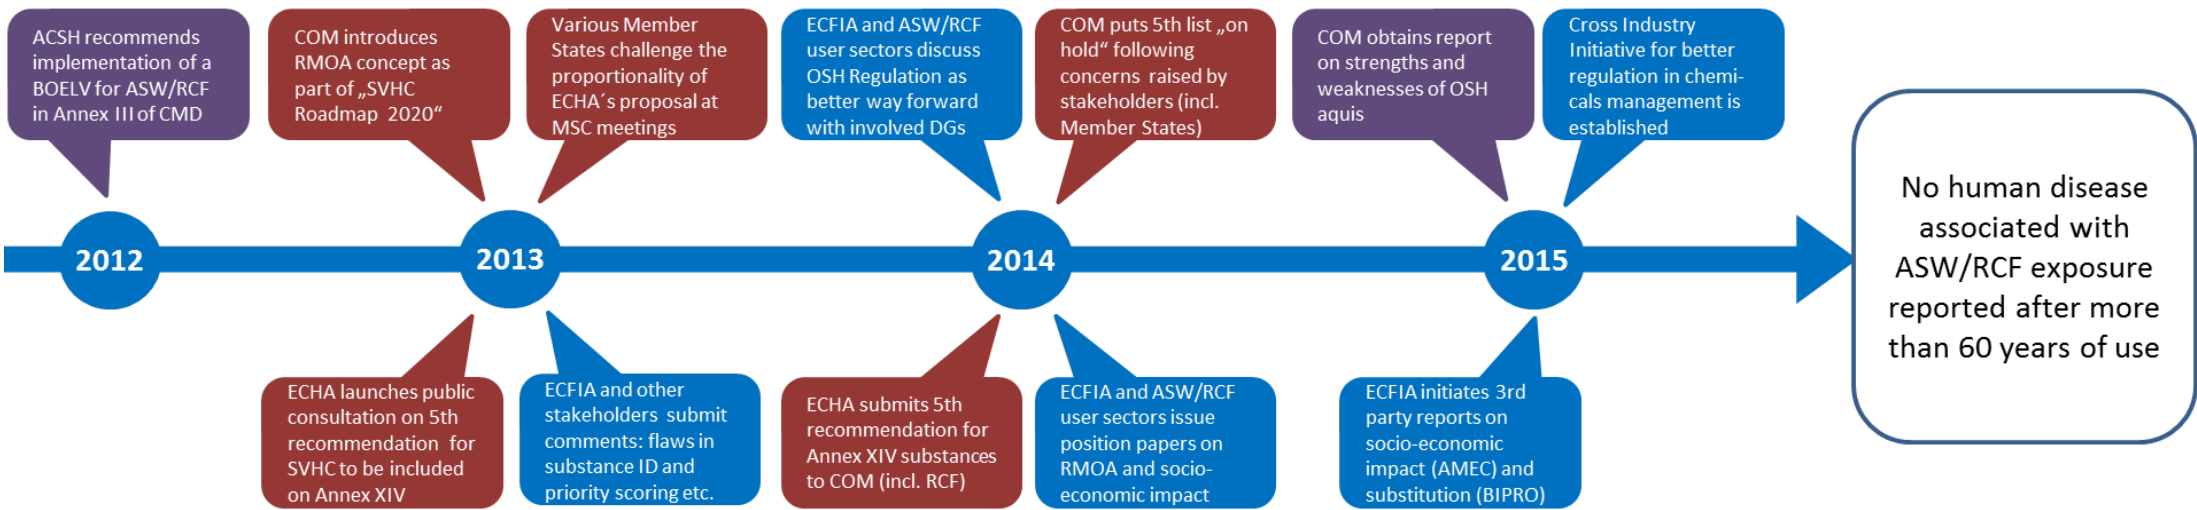 ACSH recommends
implementation of a
BOELV for ASW/RCF
in Annex III of CMD
COM introduces
RMOA concept as
part of „SVHC
Roadmap 2020“
Various Member
States challenge the
proportionality of
ECHA´s proposal at
MSC meetings
ECFIA and ASW/RCF
user sectors discuss
OSH Regulation as
better way forward
with involved DGs
COM puts 5th list „on
hold“ following
concerns raised by
stakeholders (incl.
Member States)
COM obtains report
on strengths and
weaknesses of OSH
aquis
Cross Industry
Initiative for better
regulation in chemi-
cals management is
established
2012
2013
2014
2015
No human disease
associated with
ASW/RCF exposure
reported after more
than 60 years of use
ECHA launches public
consultation on 5th
recommendation for
SVHC to be included
on Annex XIV
ECFIA and other
stakeholders submit
comments: flaws in
substance ID and
priority scoring etc.
ECHA submits 5th
recommendation for
Annex XIV substances
to COM (incl. RCF)
ECFIA and ASW/RCF
user sectors issue
position papers on
RMOA and socio-
economic impact
ECFIA initiates 3rd
party reports on
socio-economic
impact (AMEC) and
substitution (BIPRO)